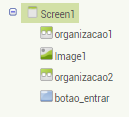 Screen1
organizacao1
Image1
organizacao2
botao_entrar